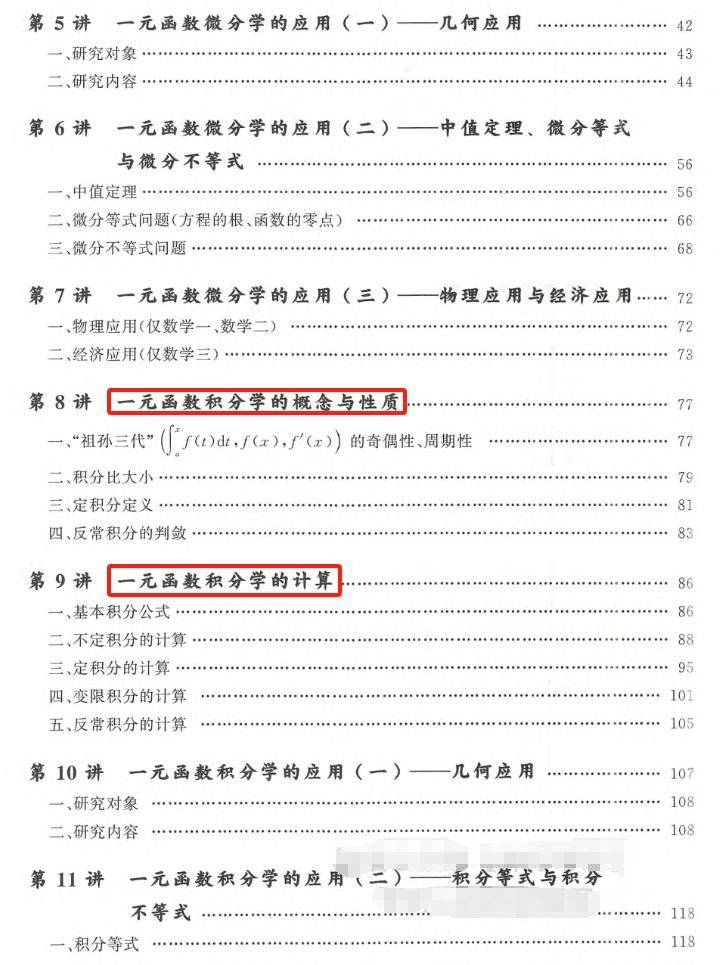 第 5 讲 一元函数微分学的应用(一)——几何应用 …… 42
一、研究对象 …… 43
二、研究内容 …… 44
第 6 讲 一元函数微分学的应用(二)——中值定理、微分等式
与微分不等式 …… 56
一、中值定理 …… 56
二、微分等式问题(方程的根、函数的零点) …… 66
三、微分不等式问题 …… 68
第 7 讲 一元函数微分学的应用(三)——物理应用与经济应用 …… 72
一、物理应用(仅数学一、数学二) …… 72
二、经济应用(仅数学三) …… 73
第 8 讲 一元函数积分学的概念与性质 …… 77
一、“祖孙三代”(∫ₐˣ f(t)dt, f(x), f′(x)) 的奇偶性、周期性 …… 77
二、积分比大小 …… 79
三、定积分定义 …… 81
四、反常积分的判敛 …… 83
第 9 讲 一元函数积分学的计算 …… 86
一、基本积分公式 …… 86
二、不定积分的计算 …… 88
三、定积分的计算 …… 95
四、变限积分的计算 …… 101
五、反常积分的计算 …… 105
第 10 讲 一元函数积分学的应用(一)——几何应用 …… 107
一、研究对象 …… 108
二、研究内容 …… 108
第 11 讲 一元函数积分学的应用(二)——积分等式与积分
不等式 …… 118
一、积分等式 …… 118